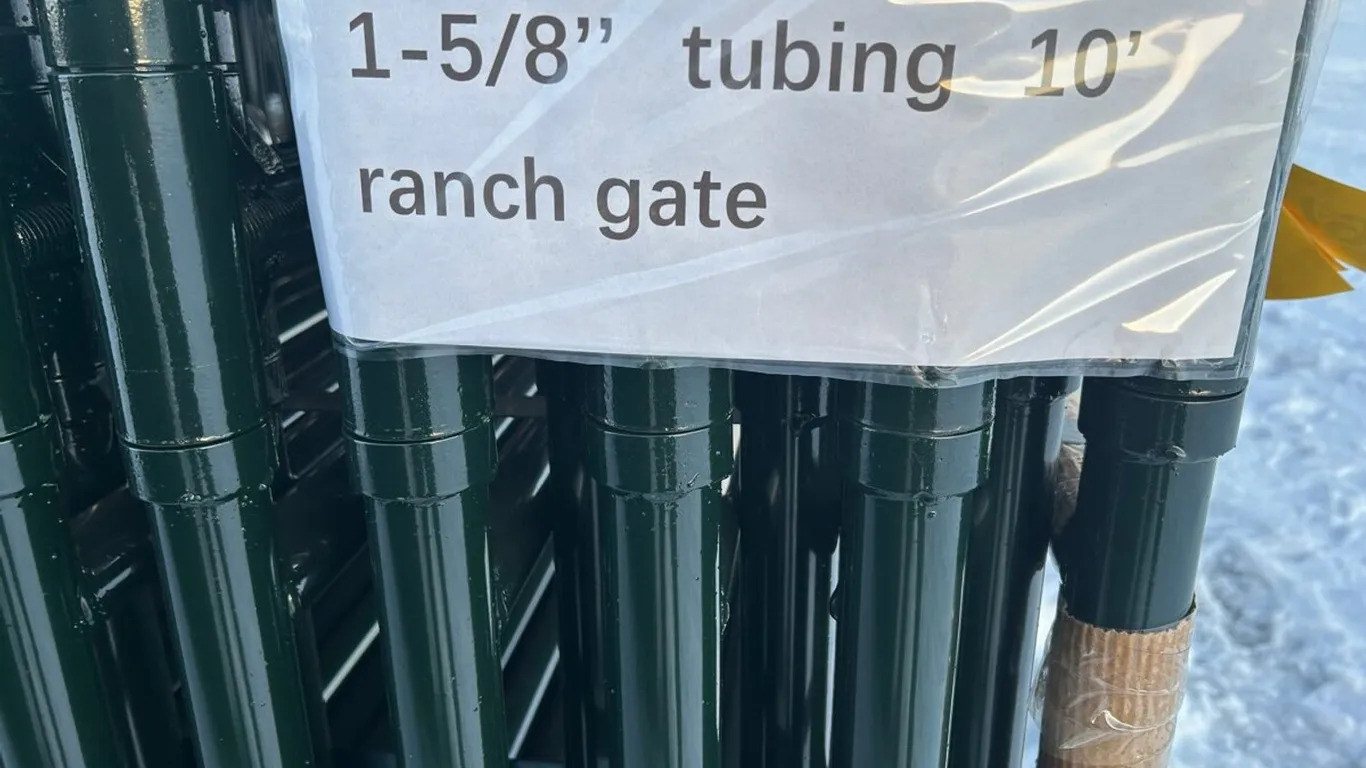 1-5/8” tubing 10’
ranch gate